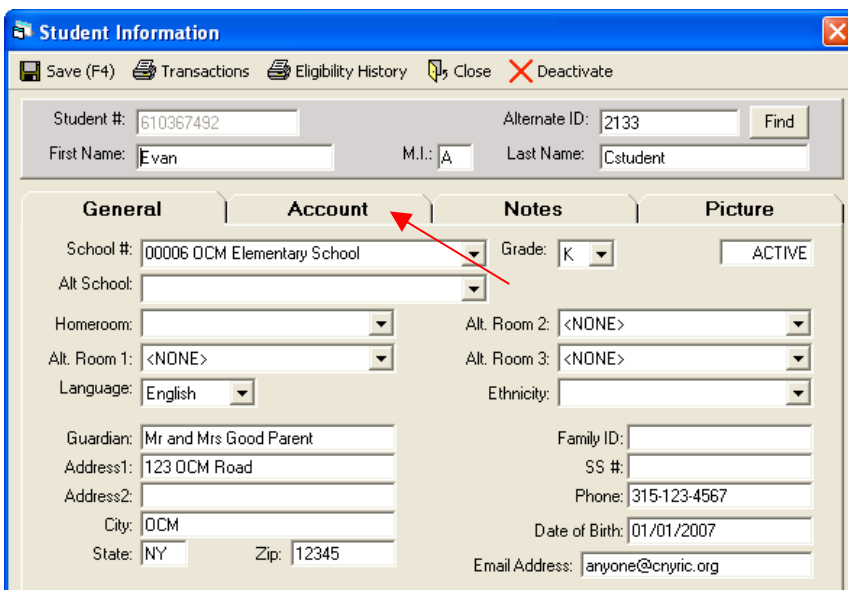 Student Information
Save (F4) Transactions Eligibility History Close Deactivate
Student #: 610367492 Alternate ID: 2133 Find
First Name: Evan M.I.: A Last Name: Cstudent
General Account Notes Picture
School #: 00006 OCM Elementary School Grade: K ACTIVE
Alt School:
Homeroom: Alt. Room 2: <NONE>
Alt. Room 1: <NONE> Alt. Room 3: <NONE>
Language: English Ethnicity:
Guardian: Mr and Mrs Good Parent Family ID:
Address1: 123 OCM Road SS #:
Address2: Phone: 315-123-4567
City: OCM Date of Birth: 01/01/2007
State: NY Zip: 12345 Email Address: anyone@cnyric.org